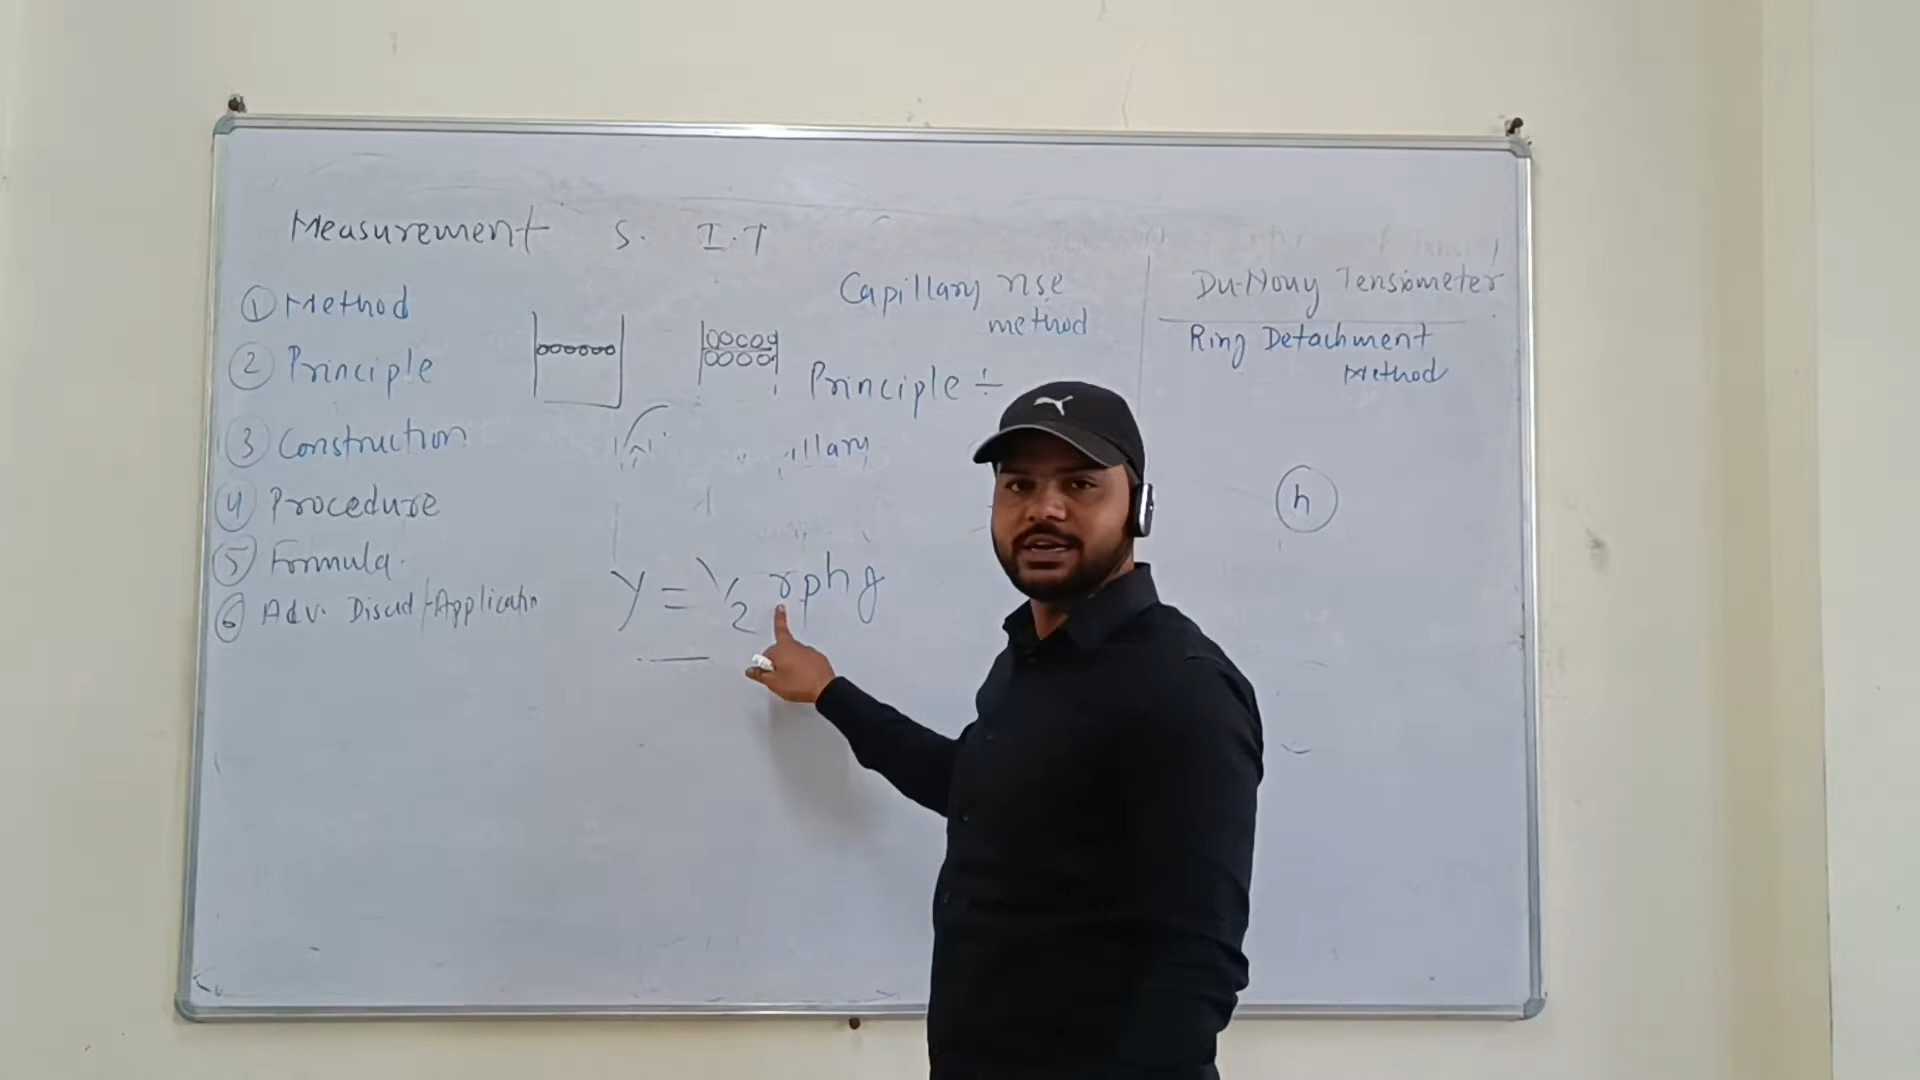 Measurement S. I.T
① Method
② Principle
③ Construction
④ Procedure
⑤ Formula.
⑥ Adv. Disad/-Applicatn
Capillary rise
method
Principle ÷
illary
γ = 1/2 rρhg
Du-Nouy Tensiometer
Ring Detachment
Method
h